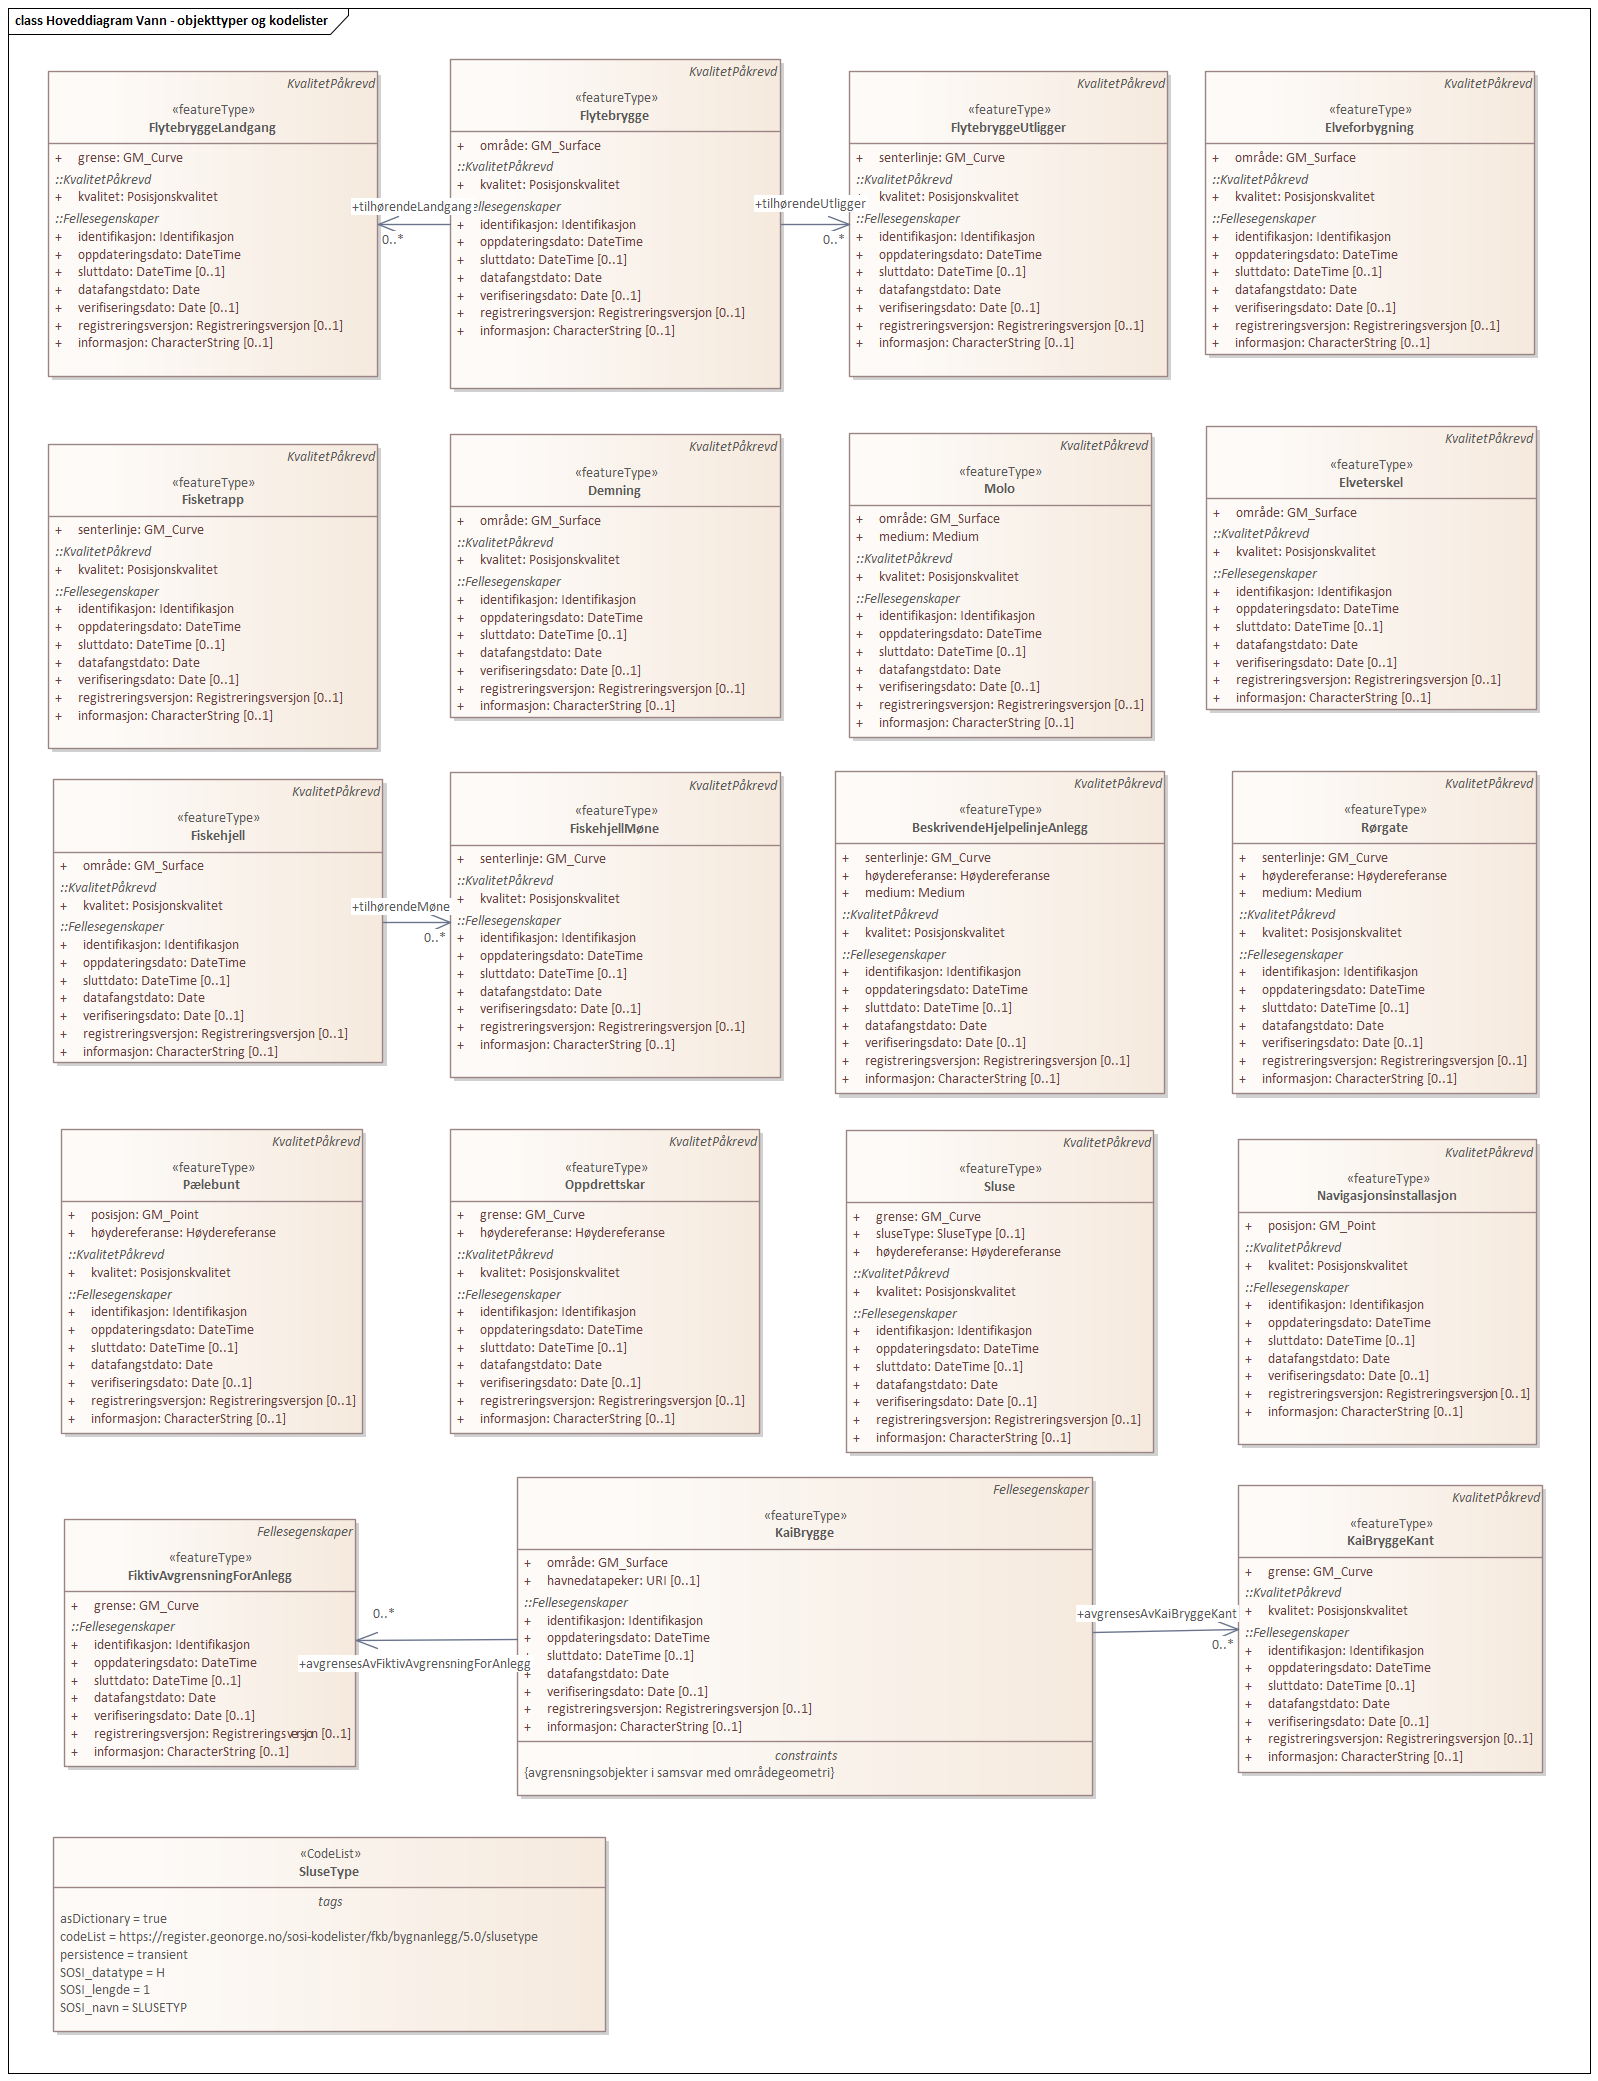 class Hoveddiagram Vann - objekttyper og kodelister
KvalitetPåkrevd
«featureType»
FlytebryggeLandgang
+ grense: GM_Curve
::KvalitetPåkrevd
+ kvalitet: Posisjonskvalitet
::Fellesegenskaper
+ identifikasjon: Identifikasjon
+ oppdateringsdato: DateTime
+ sluttdato: DateTime [0..1]
+ datafangstdato: Date
+ verifiseringsdato: Date [0..1]
+ registreringsversjon: Registreringsversjon [0..1]
+ informasjon: CharacterString [0..1]
+tilhørendeLandgang
0..*
KvalitetPåkrevd
«featureType»
Flytebrygge
+ område: GM_Surface
::KvalitetPåkrevd
+ kvalitet: Posisjonskvalitet
ellesegenskaper
+ identifikasjon: Identifikasjon
+ oppdateringsdato: DateTime
+ sluttdato: DateTime [0..1]
+ datafangstdato: Date
+ verifiseringsdato: Date [0..1]
+ registreringsversjon: Registreringsversjon [0..1]
+ informasjon: CharacterString [0..1]
+tilhørendeUtligger
0..*
KvalitetPåkrevd
«featureType»
FlytebryggeUtligger
+ senterlinje: GM_Curve
::KvalitetPåkrevd
kvalitet: Posisjonskvalitet
::Fellesegenskaper
+ identifikasjon: Identifikasjon
+ oppdateringsdato: DateTime
+ sluttdato: DateTime [0..1]
+ datafangstdato: Date
+ verifiseringsdato: Date [0..1]
+ registreringsversjon: Registreringsversjon [0..1]
+ informasjon: CharacterString [0..1]
KvalitetPåkrevd
«featureType»
Elveforbygning
+ område: GM_Surface
::KvalitetPåkrevd
+ kvalitet: Posisjonskvalitet
::Fellesegenskaper
+ identifikasjon: Identifikasjon
+ oppdateringsdato: DateTime
+ sluttdato: DateTime [0..1]
+ datafangstdato: Date
+ verifiseringsdato: Date [0..1]
+ registreringsversjon: Registreringsversjon [0..1]
+ informasjon: CharacterString [0..1]
KvalitetPåkrevd
«featureType»
Fisketrapp
+ senterlinje: GM_Curve
::KvalitetPåkrevd
+ kvalitet: Posisjonskvalitet
::Fellesegenskaper
+ identifikasjon: Identifikasjon
+ oppdateringsdato: DateTime
+ sluttdato: DateTime [0..1]
+ datafangstdato: Date
+ verifiseringsdato: Date [0..1]
+ registreringsversjon: Registreringsversjon [0..1]
+ informasjon: CharacterString [0..1]
KvalitetPåkrevd
«featureType»
Demning
+ område: GM_Surface
::KvalitetPåkrevd
+ kvalitet: Posisjonskvalitet
::Fellesegenskaper
+ identifikasjon: Identifikasjon
+ oppdateringsdato: DateTime
+ sluttdato: DateTime [0..1]
+ datafangstdato: Date
+ verifiseringsdato: Date [0..1]
+ registreringsversjon: Registreringsversjon [0..1]
+ informasjon: CharacterString [0..1]
KvalitetPåkrevd
«featureType»
Molo
+ område: GM_Surface
+ medium: Medium
::KvalitetPåkrevd
+ kvalitet: Posisjonskvalitet
::Fellesegenskaper
+ identifikasjon: Identifikasjon
+ oppdateringsdato: DateTime
+ sluttdato: DateTime [0..1]
+ datafangstdato: Date
+ verifiseringsdato: Date [0..1]
+ registreringsversjon: Registreringsversjon [0..1]
+ informasjon: CharacterString [0..1]
KvalitetPåkrevd
«featureType»
Elveterskel
+ område: GM_Surface
::KvalitetPåkrevd
+ kvalitet: Posisjonskvalitet
::Fellesegenskaper
+ identifikasjon: Identifikasjon
+ oppdateringsdato: DateTime
+ sluttdato: DateTime [0..1]
+ datafangstdato: Date
+ verifiseringsdato: Date [0..1]
+ registreringsversjon: Registreringsversjon [0..1]
+ informasjon: CharacterString [0..1]
KvalitetPåkrevd
«featureType»
Fiskehjell
+ område: GM_Surface
::KvalitetPåkrevd
+ kvalitet: Posisjonskvalitet
::Fellesegenskaper
+ identifikasjon: Identifikasjon
+ oppdateringsdato: DateTime
+ sluttdato: DateTime [0..1]
+ datafangstdato: Date
+ verifiseringsdato: Date [0..1]
+ registreringsversjon: Registreringsversjon [0..1]
+ informasjon: CharacterString [0..1]
+tilhørendeMøne
0..*
KvalitetPåkrevd
«featureType»
FiskehjellMøne
+ senterlinje: GM_Curve
::KvalitetPåkrevd
+ kvalitet: Posisjonskvalitet
::Fellesegenskaper
+ identifikasjon: Identifikasjon
+ oppdateringsdato: DateTime
+ sluttdato: DateTime [0..1]
+ datafangstdato: Date
+ verifiseringsdato: Date [0..1]
+ registreringsversjon: Registreringsversjon [0..1]
+ informasjon: CharacterString [0..1]
KvalitetPåkrevd
«featureType»
BeskrivendeHjelpelinjeAnlegg
+ senterlinje: GM_Curve
+ høydereferanse: Høydereferanse
+ medium: Medium
::KvalitetPåkrevd
+ kvalitet: Posisjonskvalitet
::Fellesegenskaper
+ identifikasjon: Identifikasjon
+ oppdateringsdato: DateTime
+ sluttdato: DateTime [0..1]
+ datafangstdato: Date
+ verifiseringsdato: Date [0..1]
+ registreringsversjon: Registreringsversjon [0..1]
+ informasjon: CharacterString [0..1]
KvalitetPåkrevd
«featureType»
Rørgate
+ senterlinje: GM_Curve
+ høydereferanse: Høydereferanse
+ medium: Medium
::KvalitetPåkrevd
+ kvalitet: Posisjonskvalitet
::Fellesegenskaper
+ identifikasjon: Identifikasjon
+ oppdateringsdato: DateTime
+ sluttdato: DateTime [0..1]
+ datafangstdato: Date
+ verifiseringsdato: Date [0..1]
+ registreringsversjon: Registreringsversjon [0..1]
+ informasjon: CharacterString [0..1]
KvalitetPåkrevd
«featureType»
Pælebunt
+ posisjon: GM_Point
+ høydereferanse: Høydereferanse
::KvalitetPåkrevd
+ kvalitet: Posisjonskvalitet
::Fellesegenskaper
+ identifikasjon: Identifikasjon
+ oppdateringsdato: DateTime
+ sluttdato: DateTime [0..1]
+ datafangstdato: Date
+ verifiseringsdato: Date [0..1]
+ registreringsversjon: Registreringsversjon [0..1]
+ informasjon: CharacterString [0..1]
KvalitetPåkrevd
«featureType»
Oppdrettskar
+ grense: GM_Curve
+ høydereferanse: Høydereferanse
::KvalitetPåkrevd
+ kvalitet: Posisjonskvalitet
::Fellesegenskaper
+ identifikasjon: Identifikasjon
+ oppdateringsdato: DateTime
+ sluttdato: DateTime [0..1]
+ datafangstdato: Date
+ verifiseringsdato: Date [0..1]
+ registreringsversjon: Registreringsversjon [0..1]
+ informasjon: CharacterString [0..1]
KvalitetPåkrevd
«featureType»
Sluse
+ grense: GM_Curve
+ sluseType: SluseType [0..1]
+ høydereferanse: Høydereferanse
::KvalitetPåkrevd
+ kvalitet: Posisjonskvalitet
::Fellesegenskaper
+ identifikasjon: Identifikasjon
+ oppdateringsdato: DateTime
+ sluttdato: DateTime [0..1]
+ datafangstdato: Date
+ verifiseringsdato: Date [0..1]
+ registreringsversjon: Registreringsversjon [0..1]
+ informasjon: CharacterString [0..1]
KvalitetPåkrevd
«featureType»
Navigasjonsinstallasjon
+ posisjon: GM_Point
::KvalitetPåkrevd
+ kvalitet: Posisjonskvalitet
::Fellesegenskaper
+ identifikasjon: Identifikasjon
+ oppdateringsdato: DateTime
+ sluttdato: DateTime [0..1]
+ datafangstdato: Date
+ verifiseringsdato: Date [0..1]
+ registreringsversjon: Registreringsversjon [0..1]
+ informasjon: CharacterString [0..1]
Fellesegenskaper
«featureType»
FiktivAvgrensningForAnlegg
+ grense: GM_Curve
::Fellesegenskaper
+ identifikasjon: Identifikasjon
+ oppdateringsdato: DateTime
+ sluttdato: DateTime [0..1]
+ datafangstdato: Date
+ verifiseringsdato: Date [0..1]
+ registreringsversjon: Registreringsversjon [0..1]
+ informasjon: CharacterString [0..1]
0..*
+avgrensesAvFiktivAvgrensningForAnlegg
Fellesegenskaper
«featureType»
KaiBrygge
+ område: GM_Surface
+ havnedatapeker: URI [0..1]
::Fellesegenskaper
+ identifikasjon: Identifikasjon
+ oppdateringsdato: DateTime
sluttdato: DateTime [0..1]
+ datafangstdato: Date
+ verifiseringsdato: Date [0..1]
+ registreringsversjon: Registreringsversjon [0..1]
+ informasjon: CharacterString [0..1]
constraints
{avgrensningsobjekter i samsvar med områdegeometri}
+avgrensesAvKaiBryggeKant
0..*
KvalitetPåkrevd
«featureType»
KaiBryggeKant
+ grense: GM_Curve
::KvalitetPåkrevd
+ kvalitet: Posisjonskvalitet
::Fellesegenskaper
+ identifikasjon: Identifikasjon
+ oppdateringsdato: DateTime
+ sluttdato: DateTime [0..1]
+ datafangstdato: Date
+ verifiseringsdato: Date [0..1]
+ registreringsversjon: Registreringsversjon [0..1]
+ informasjon: CharacterString [0..1]
«CodeList»
SluseType
tags
asDictionary = true
codeList = https://register.geonorge.no/sosi-kodelister/fkb/bygnanlegg/5.0/slusetype
persistence = transient
SOSI_datatype = H
SOSI_lengde = 1
SOSI_navn = SLUSETYP